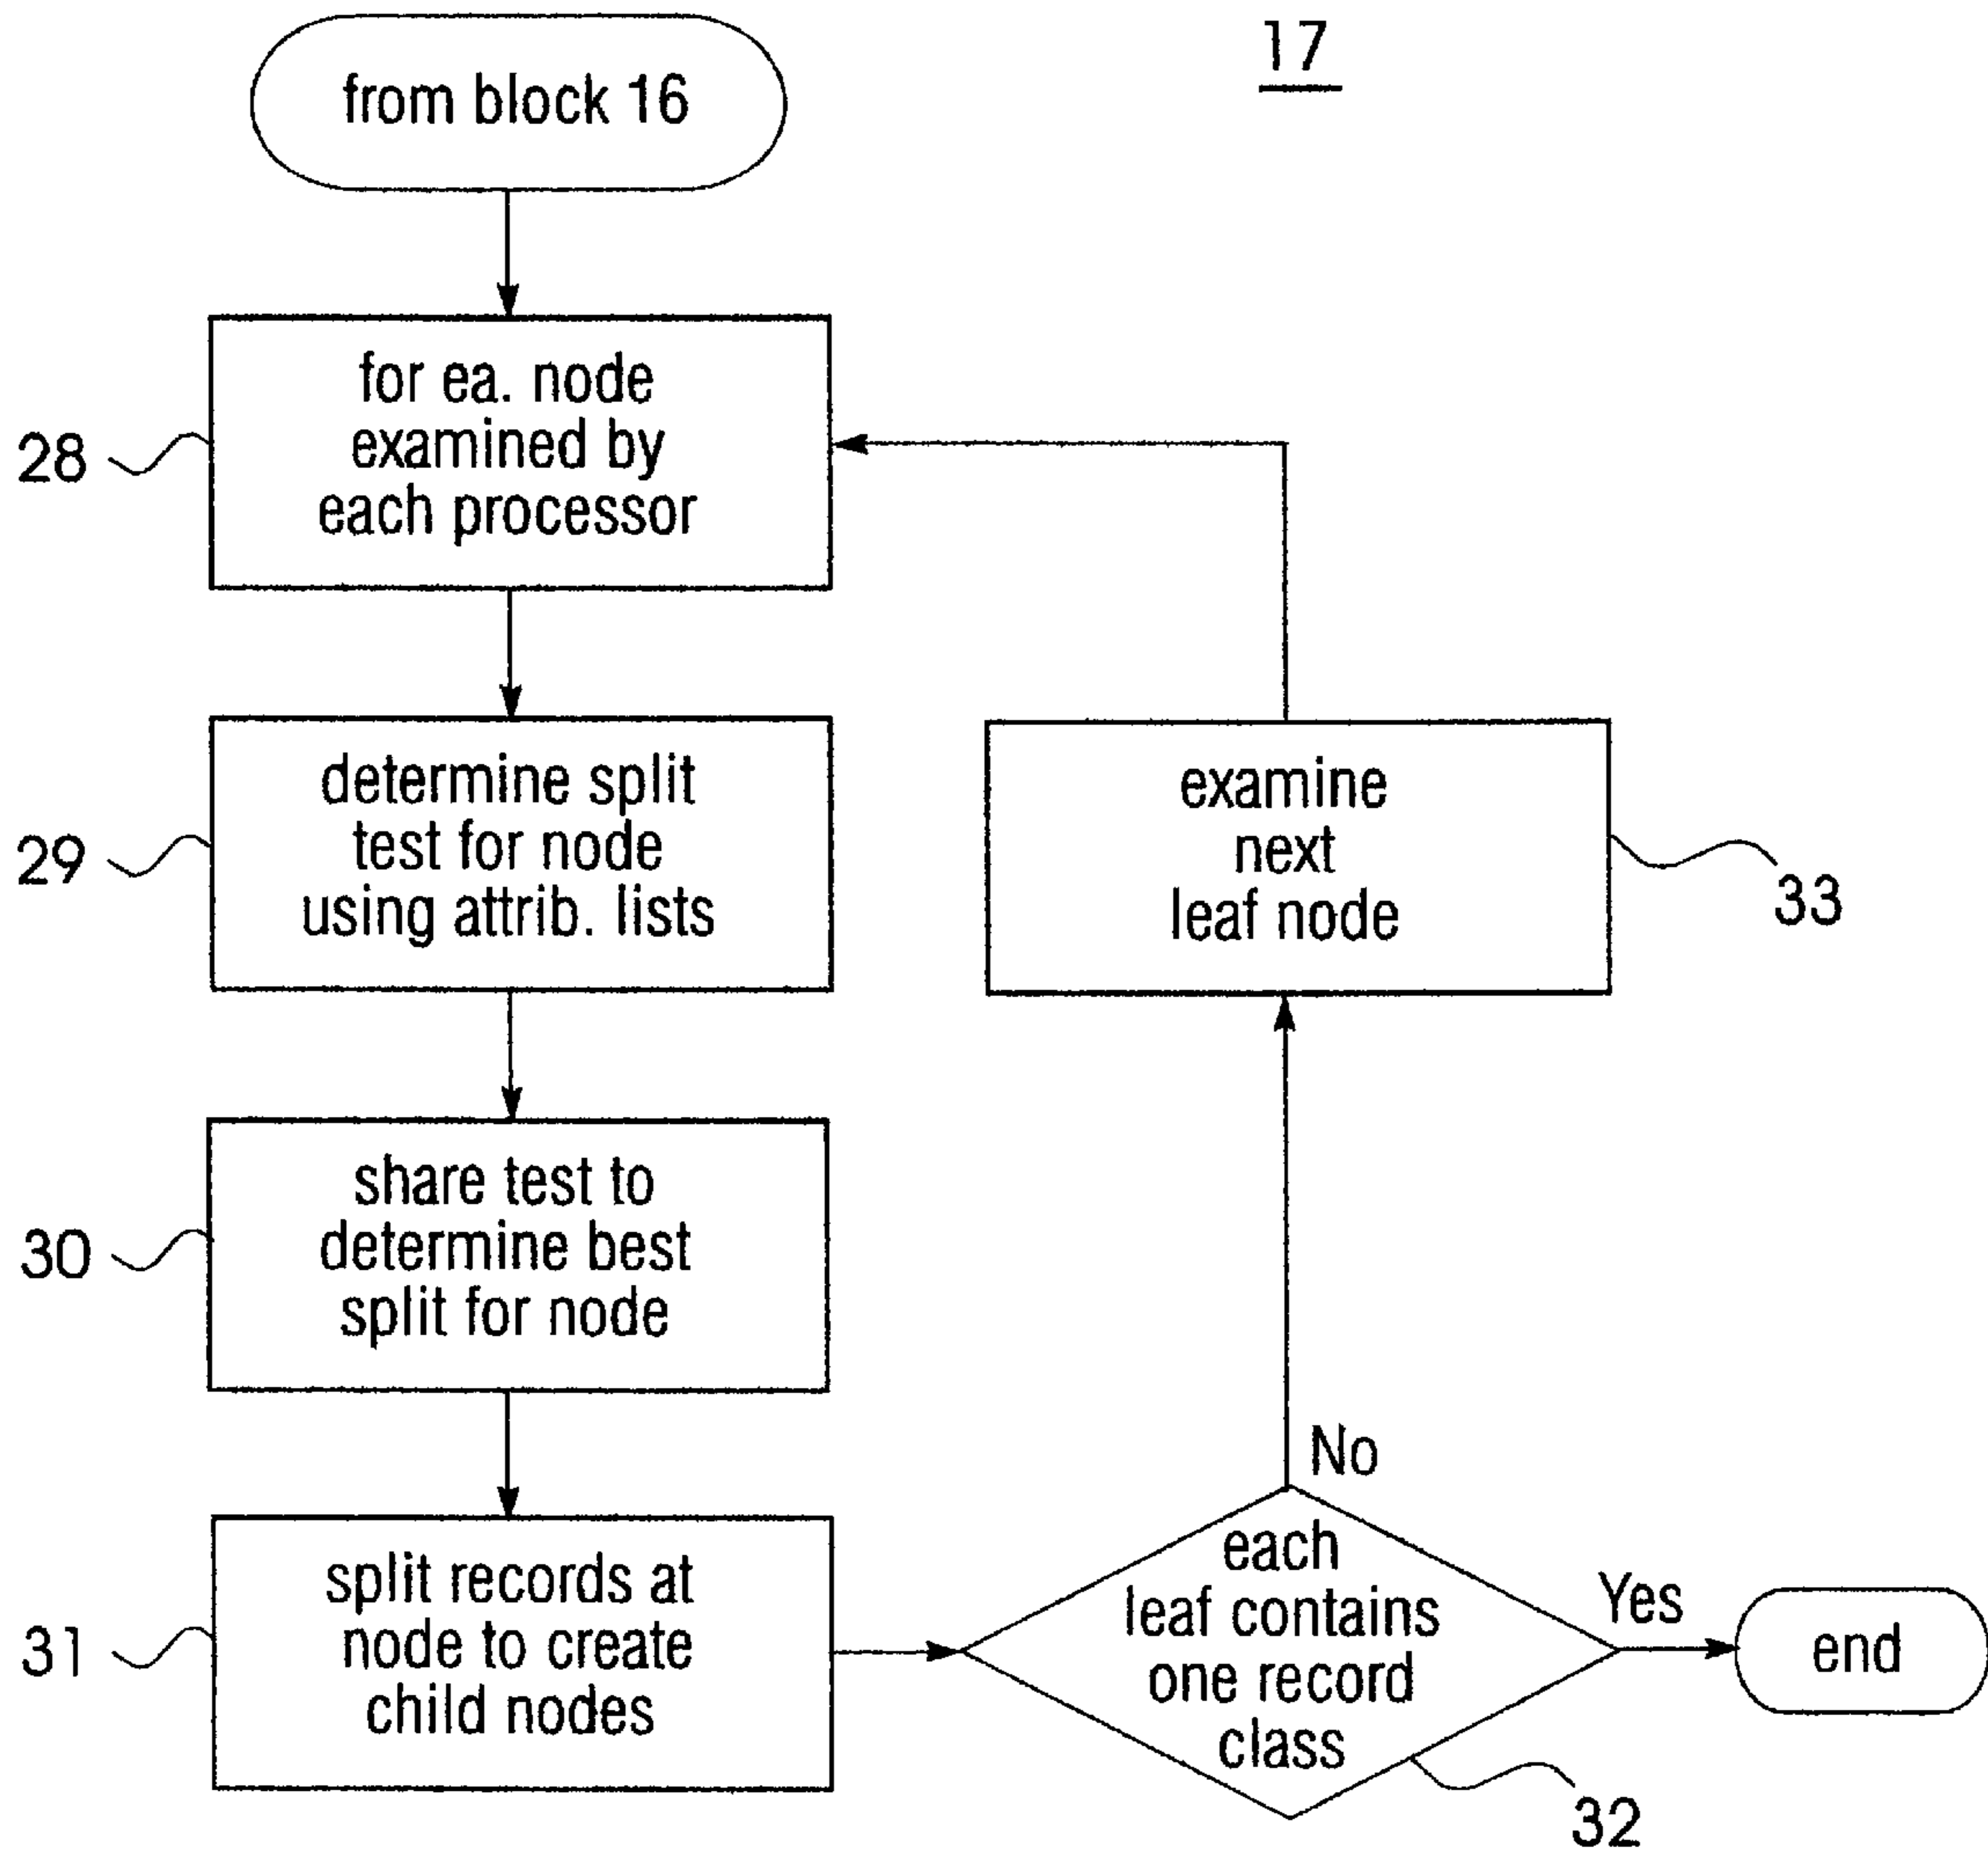 17
from block 16
28
for ea. node
examined by
each processor
29
determine split
test for node
using attrib. lists
30
share test to
determine best
split for node
31
split records at
node to create
child nodes
each
leaf contains
one record
class
32
No
Yes
end
examine
next
leaf node
33